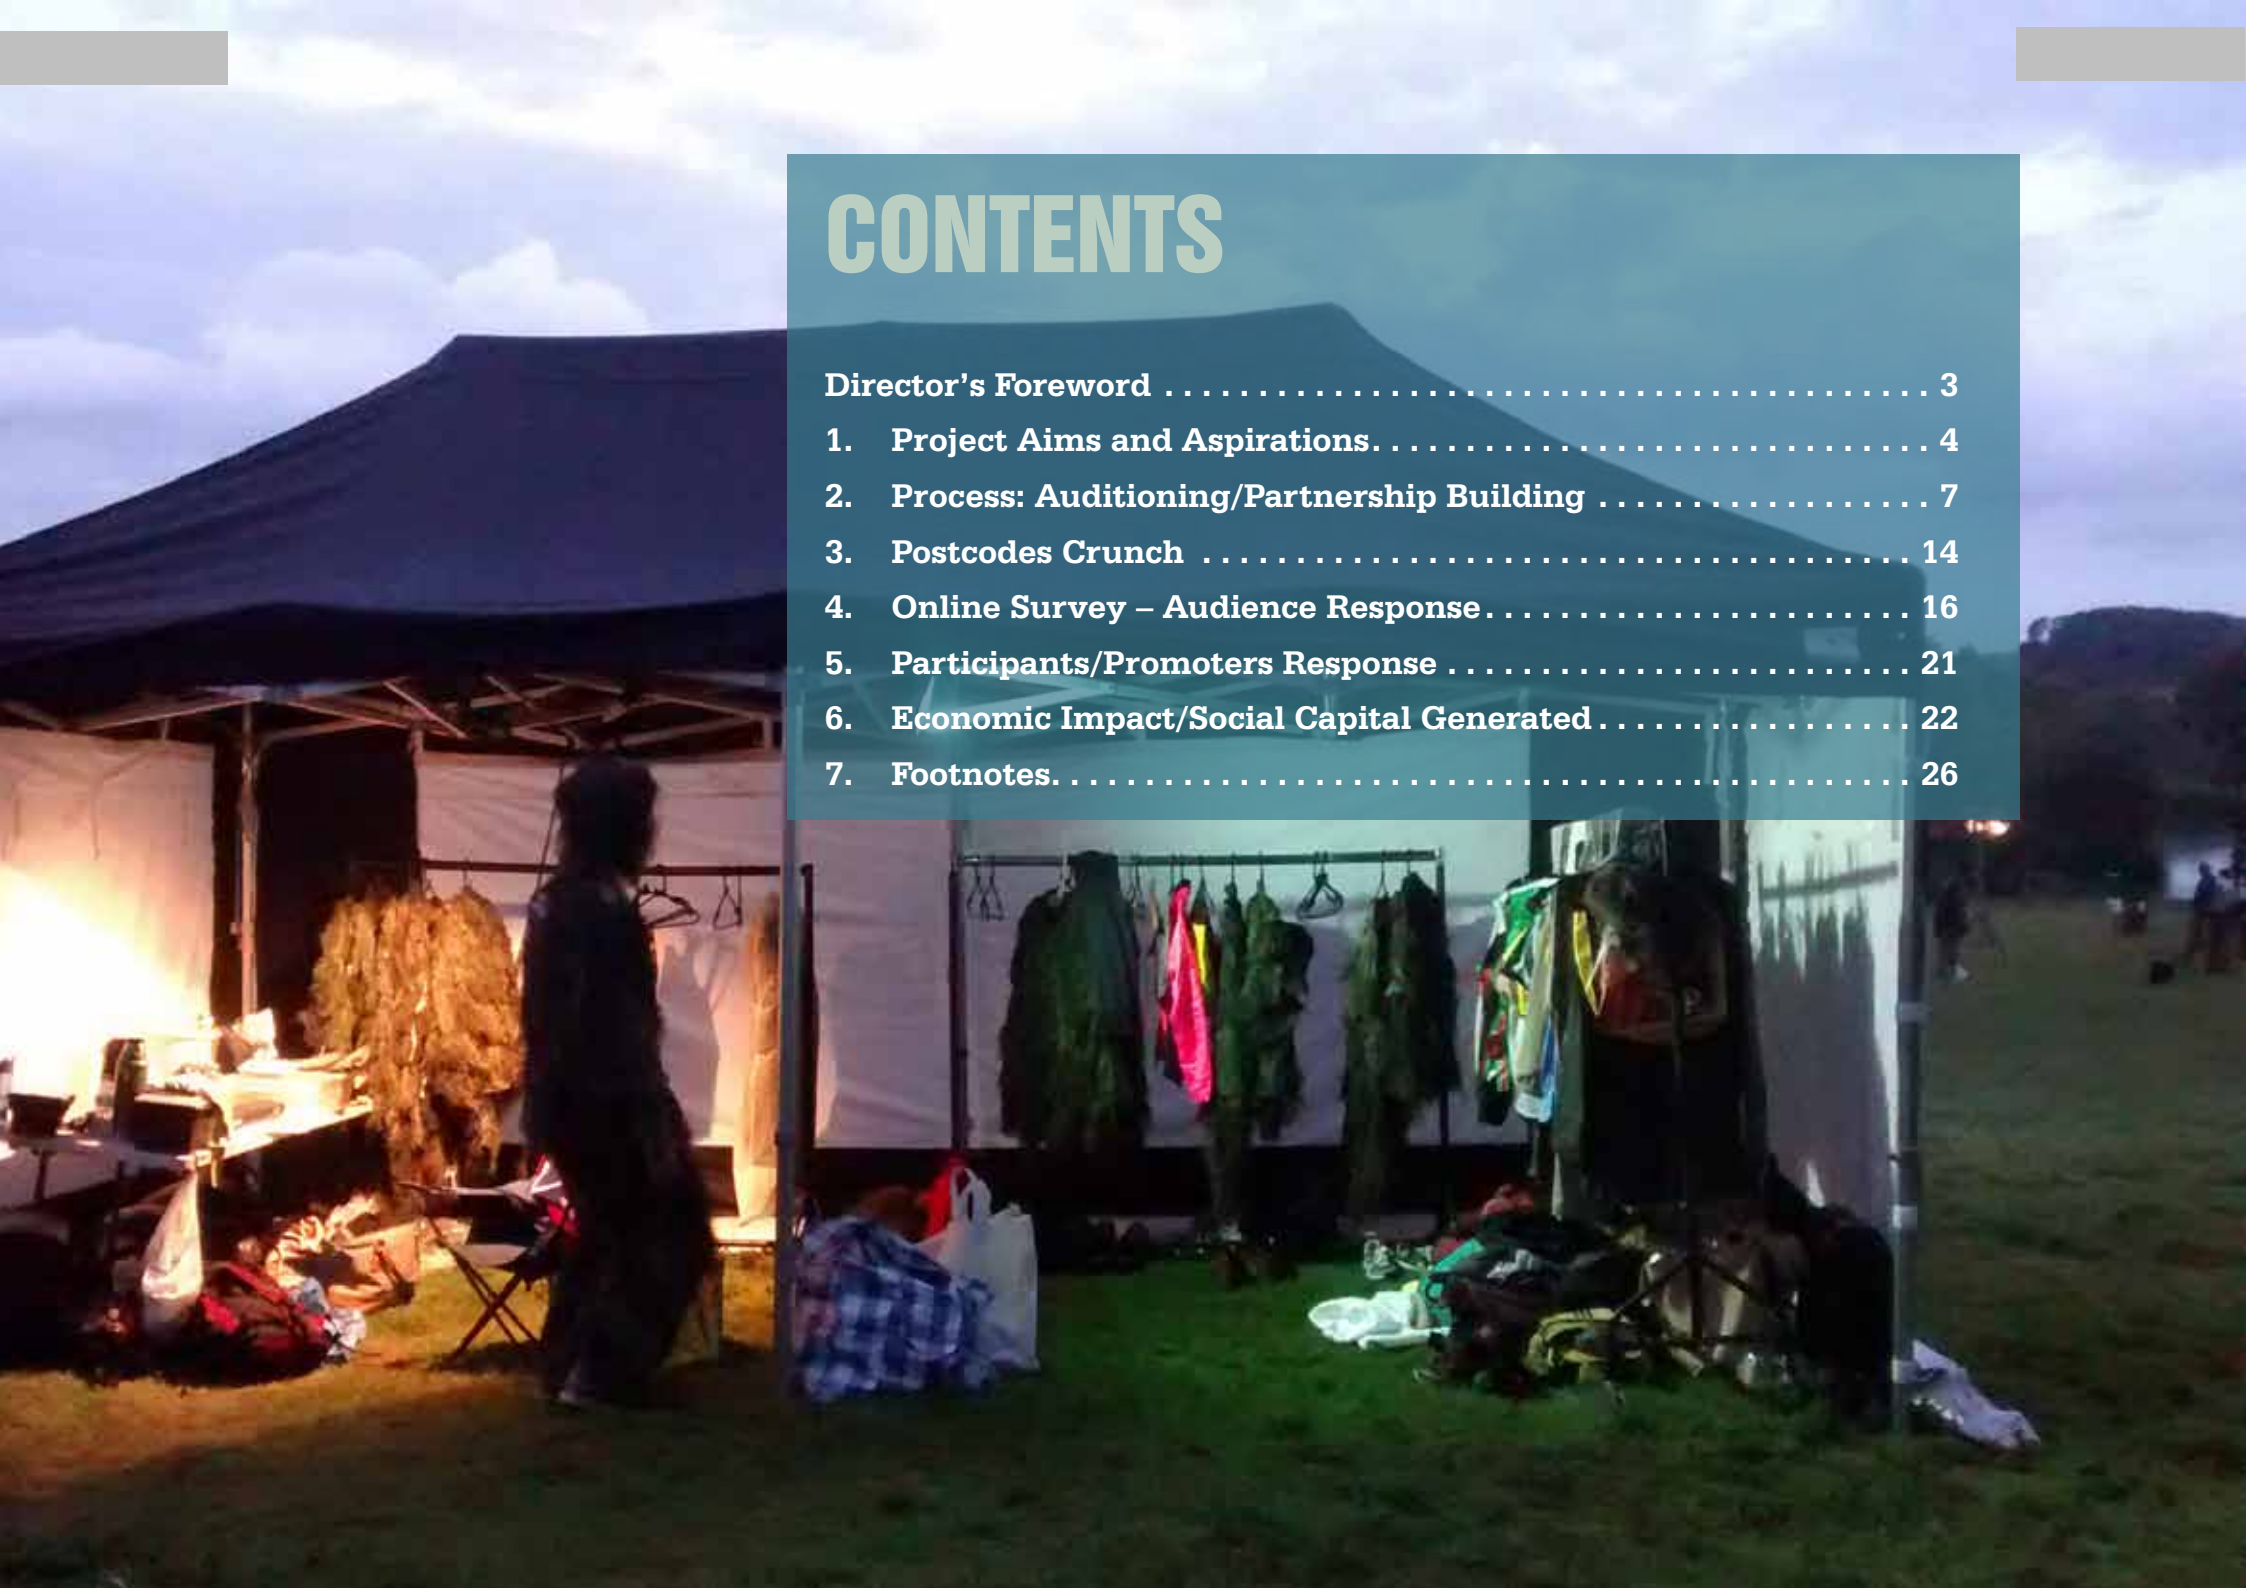 CONTENTS
Director’s Foreword . . . . . . . . . . . . . . . . . . . . . . . . . . . . . . . . . . . . . . . . . 3
1. Project Aims and Aspirations. . . . . . . . . . . . . . . . . . . . . . . . . . . . . . 4
2. Process: Auditioning/Partnership Building . . . . . . . . . . . . . . . . . . 7
3. Postcodes Crunch . . . . . . . . . . . . . . . . . . . . . . . . . . . . . . . . . . . . . . 14
4. Online Survey – Audience Response. . . . . . . . . . . . . . . . . . . . . . . 16
5. Participants/Promoters Response . . . . . . . . . . . . . . . . . . . . . . . . . 21
6. Economic Impact/Social Capital Generated. . . . . . . . . . . . . . . . . 22
7. Footnotes. . . . . . . . . . . . . . . . . . . . . . . . . . . . . . . . . . . . . . . . . . . . . . 26